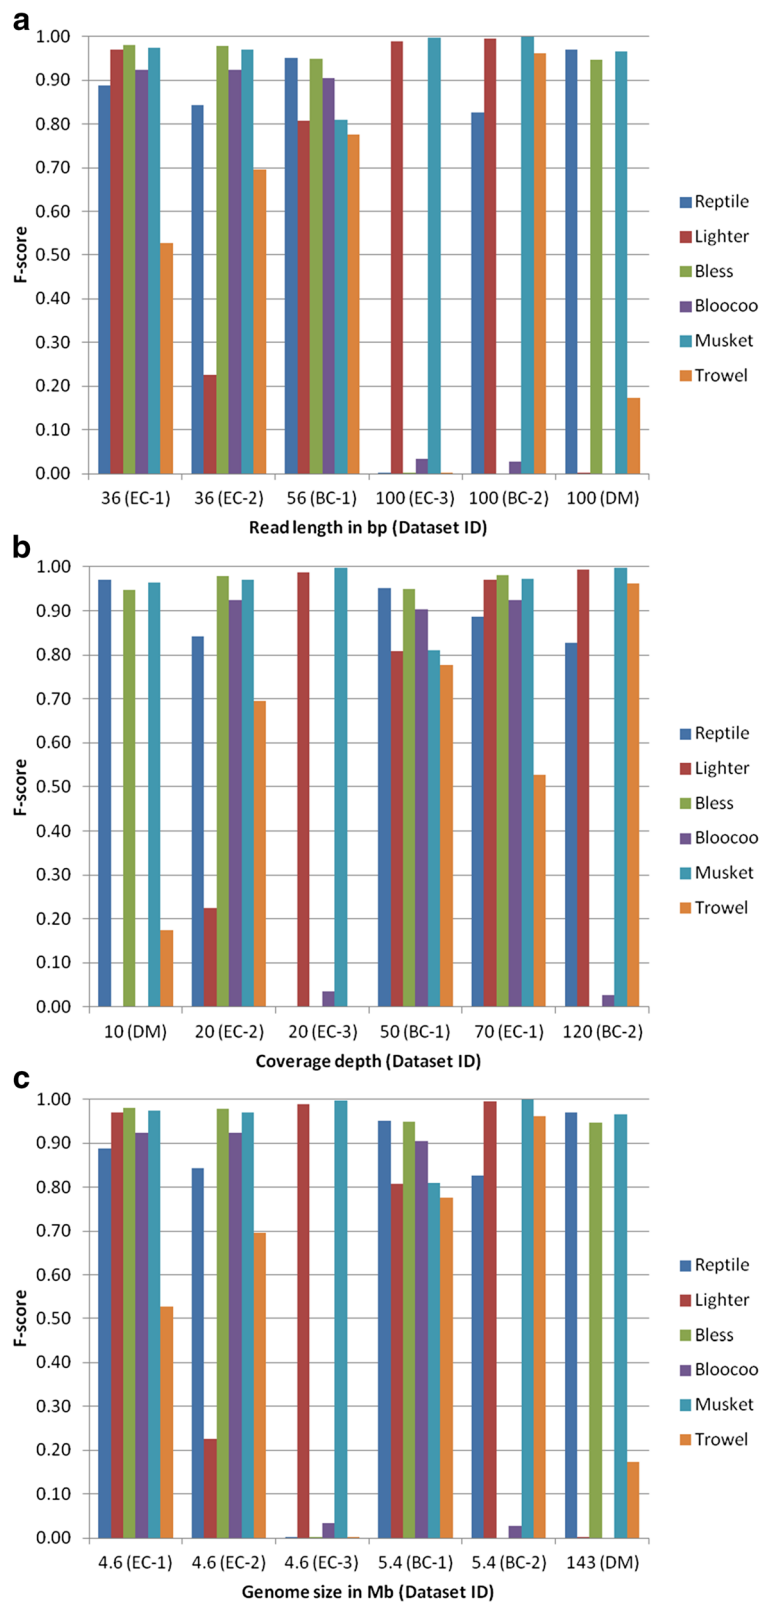 a
1.00
0.90
0.80
0.70
0.60
0.50
0.40
0.30
0.20
0.10
0.00
F-score
36 (EC-1) 36 (EC-2) 56 (BC-1) 100 (EC-3) 100 (BC-2) 100 (DM)
Read length in bp (Dataset ID)
Reptile
Lighter
Bless
Bloocoo
Musket
Trowel
b
1.00
0.90
0.80
0.70
0.60
0.50
0.40
0.30
0.20
0.10
0.00
F-score
10 (DM) 20 (EC-2) 20 (EC-3) 50 (BC-1) 70 (EC-1) 120 (BC-2)
Coverage depth (Dataset ID)
Reptile
Lighter
Bless
Bloocoo
Musket
Trowel
c
1.00
0.90
0.80
0.70
0.60
0.50
0.40
0.30
0.20
0.10
0.00
F-score
4.6 (EC-1) 4.6 (EC-2) 4.6 (EC-3) 5.4 (BC-1) 5.4 (BC-2) 143 (DM)
Genome size in Mb (Dataset ID)
Reptile
Lighter
Bless
Bloocoo
Musket
Trowel